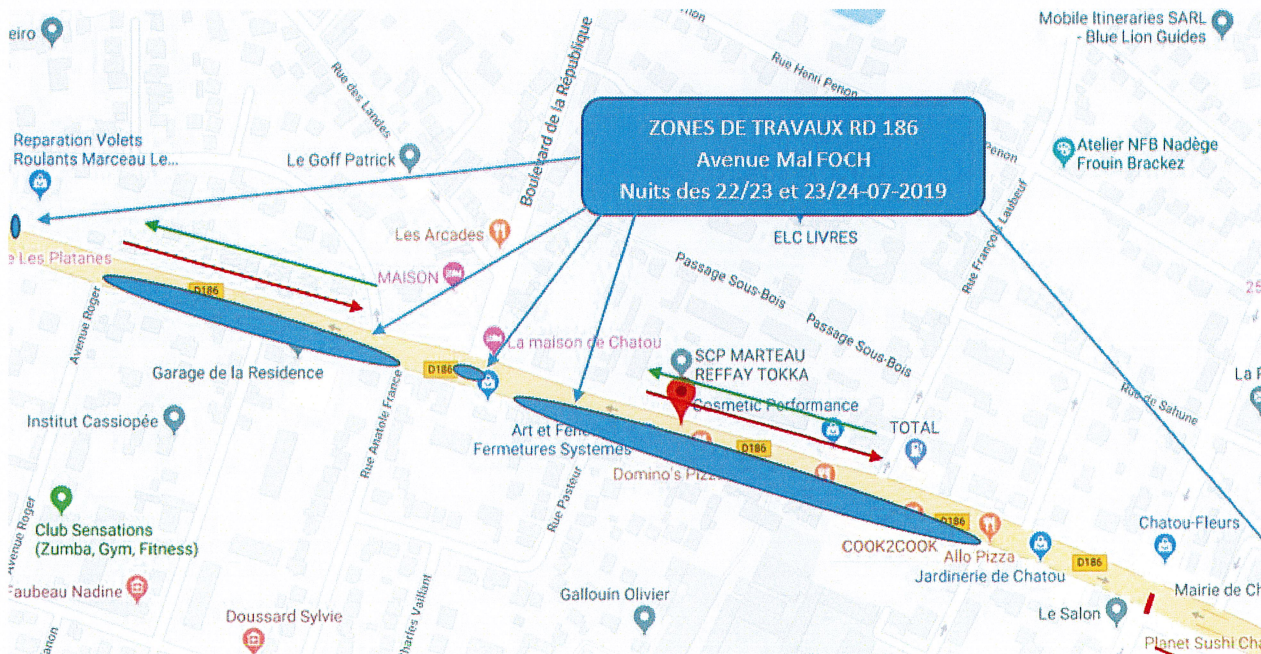 eiro
Mobile Itineraries SARL
- Blue Lion Guides
Rue Henri Penon
Penon
Rue des Landes
Boulevard de la République
ZONES DE TRAVAUX RD 186
Avenue Mal FOCH
Nuits des 22/23 et 23/24-07-2019
Reparation Volets
Roulants Marceau Le...
Le Goff Patrick
Atelier NFB Nadège
Frouin Brackez
Rue François Laubeuf
ELC LIVRES
Les Arcades
e Les Platanes
MAISON
Passage Sous-Bois
Passage Sous-Bois
25
D186
Avenue Roger
La maison de Chatou
SCP MARTEAU
REFFAY TOKKA
D186
Garage de la Residence
La F
Rue de Sahune
Cosmetic Performance
Institut Cassiopée
Rue Anatole France
Art et Fen
Fermetures Systemes
TOTAL
D186
Domino's Pizz
Rue Pasteur
Avenue Roger
Club Sensations
(Zumba, Gym, Fitness)
D186
COOK2COOK
Allo Pizza
Chatou-Fleurs
D186
Jardinerie de Chatou
Faubeau Nadine
Gallouin Olivier
Mairie de Ch
Le Salon
Doussard Sylvie
Charles Vaillant
anon
Planet Sushi Cha